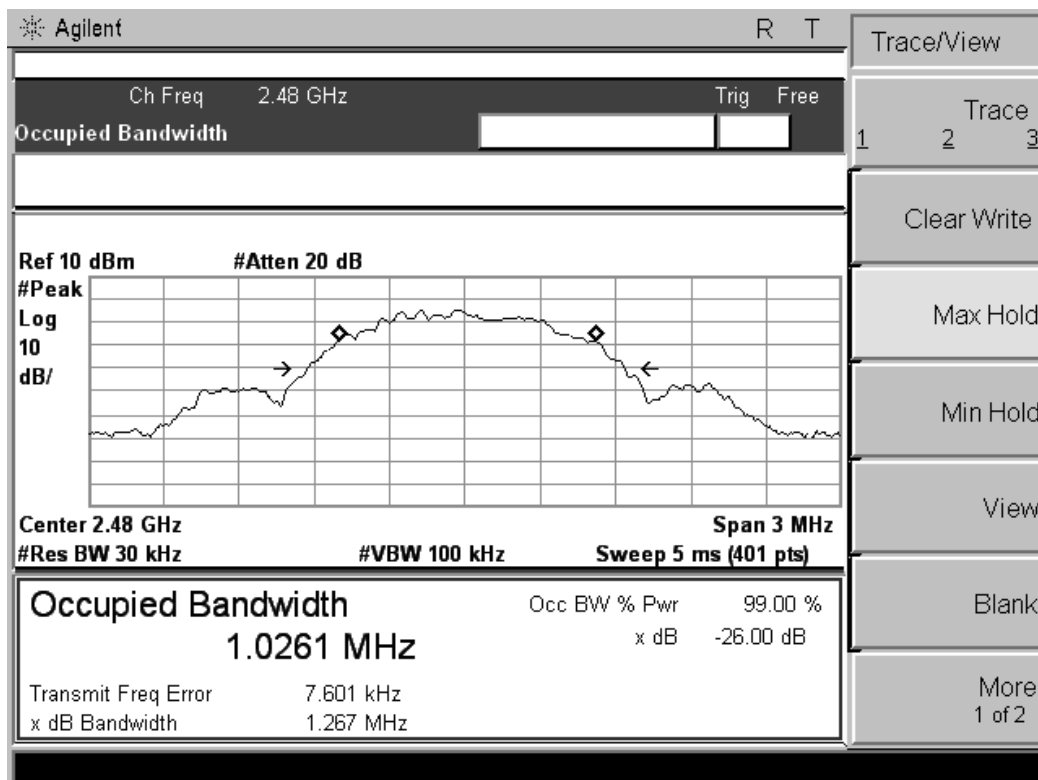 Agilent R T
Ch Freq 2.48 GHz Trig Free
Occupied Bandwidth
Ref 10 dBm #Atten 20 dB
#Peak
Log
10
dB/
Center 2.48 GHz Span 3 MHz
#Res BW 30 kHz #VBW 100 kHz Sweep 5 ms (401 pts)
Occupied Bandwidth
1.0261 MHz
Occ BW % Pwr 99.00 %
x dB -26.00 dB
Transmit Freq Error 7.601 kHz
x dB Bandwidth 1.267 MHz
Trace/View
Trace
1 2 3
Clear Write
Max Hold
Min Hold
View
Blank
More
1 of 2